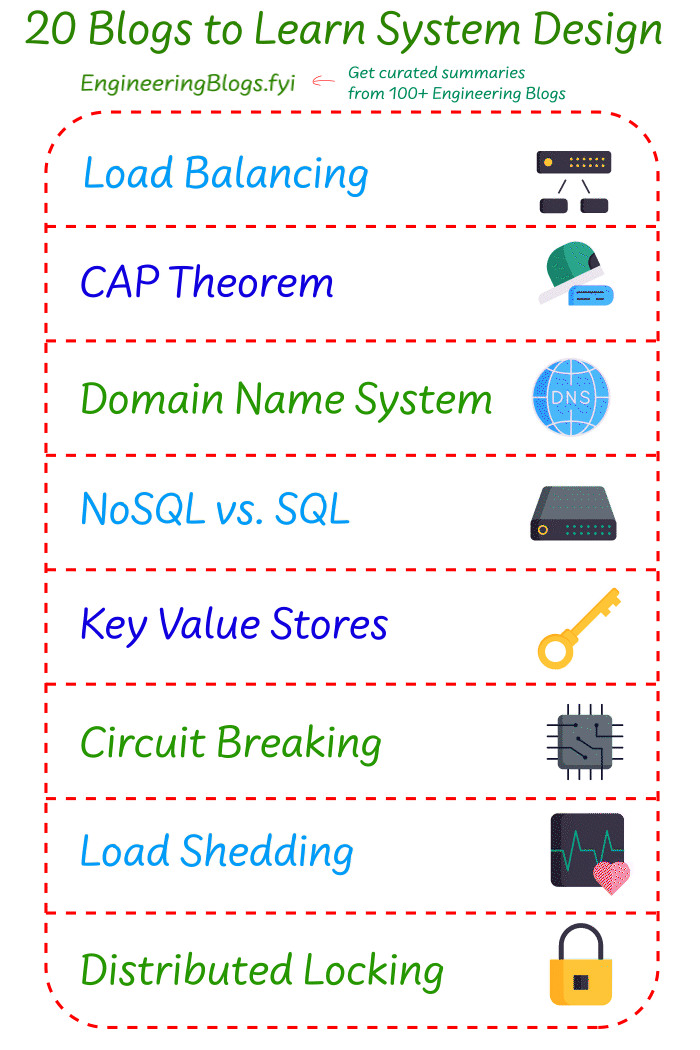 20 Blogs to Learn System Design
EngineeringBlogs.fyi
Get curated summaries
from 100+ Engineering Blogs
Load Balancing
CAP Theorem
Domain Name System
DNS
NoSQL vs. SQL
Key Value Stores
Circuit Breaking
Load Shedding
Distributed Locking